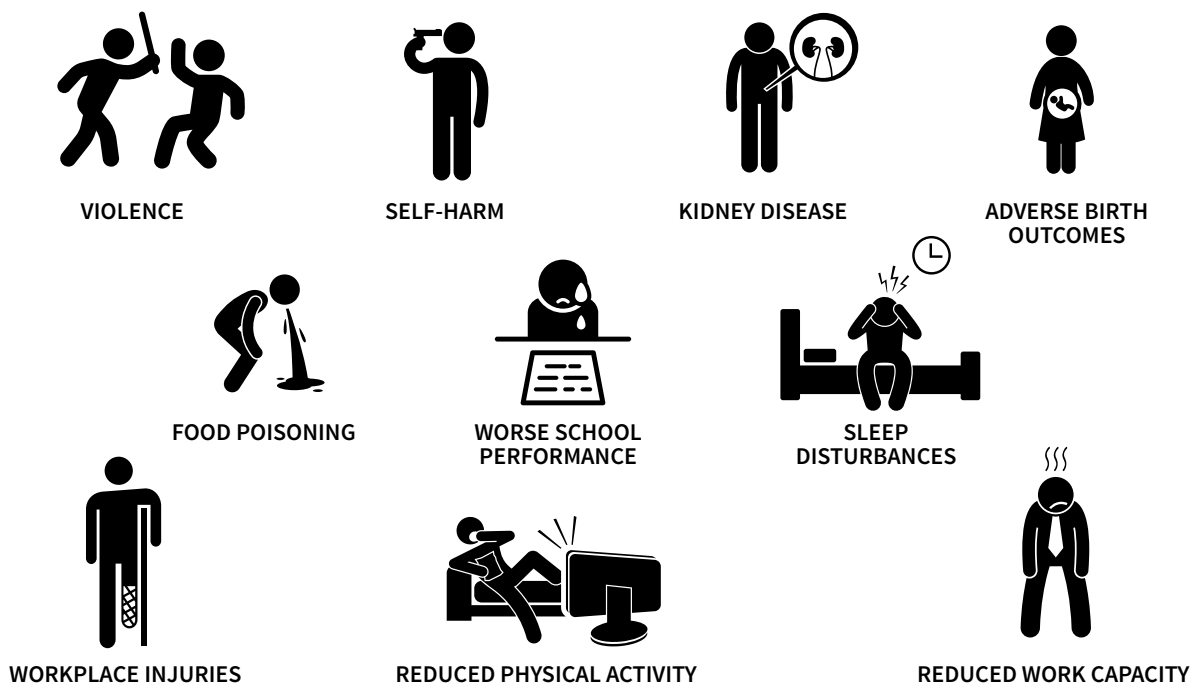 VIOLENCE
SELF-HARM
KIDNEY DISEASE
ADVERSE BIRTH
OUTCOMES
FOOD POISONING
WORSE SCHOOL
PERFORMANCE
SLEEP
DISTURBANCES
WORKPLACE INJURIES
REDUCED PHYSICAL ACTIVITY
REDUCED WORK CAPACITY